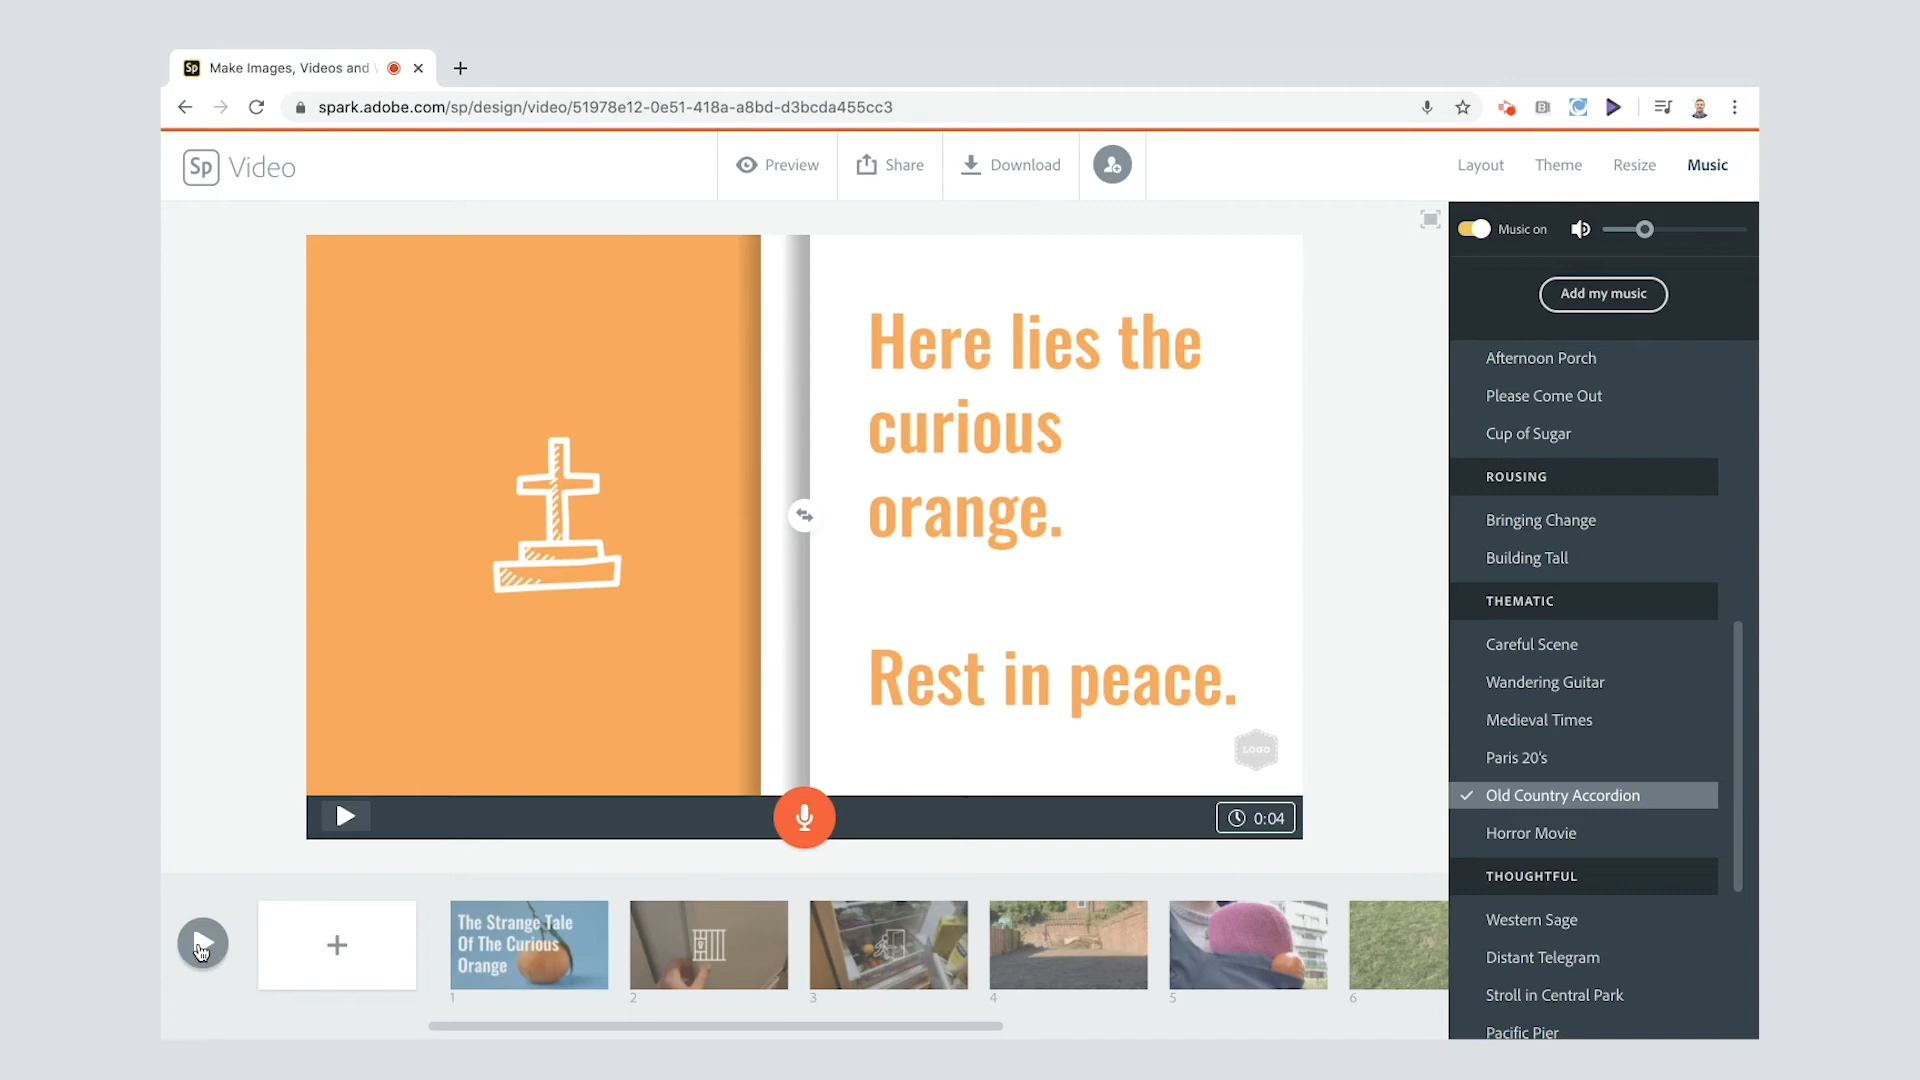 Sp Make Images, Videos and
spark.adobe.com/sp/design/video/51978e12-0e51-418a-a8bd-d3bcda455cc3
Sp Video
Preview
Share
Download
Layout
Theme
Resize
Music
Music on
Add my music
Here lies the
curious
orange.
Rest in peace.
LOGO
0:04
Afternoon Porch
Please Come Out
Cup of Sugar
ROUSING
Bringing Change
Building Tall
THEMATIC
Careful Scene
Wandering Guitar
Medieval Times
Paris 20's
Old Country Accordion
Horror Movie
THOUGHTFUL
Western Sage
Distant Telegram
Stroll in Central Park
Pacific Pier
The Strange Tale
Of The Curious
Orange
1
2
3
4
5
6